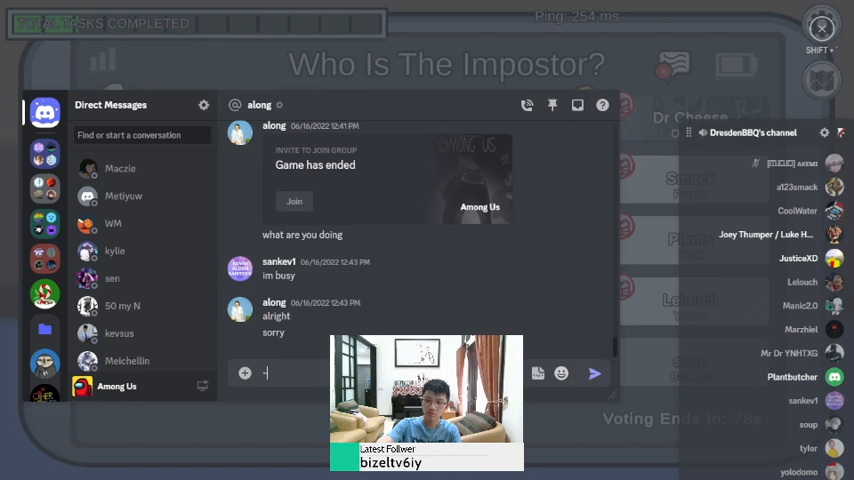 TOTAL TASKS COMPLETED
Ping: 254 ms
SHIFT +
Who Is The Impostor?
Direct Messages
Find or start a conversation
Maczie
Metiyuw
WM
kylie
sen
50 my N
kevsus
Meichellin
Among Us
@ along
along 06/16/2022 12:41 PM
INVITE TO JOIN GROUP
Game has ended
Join
Among Us
what are you doing
sankev1 06/16/2022 12:43 PM
im busy
along 06/16/2022 12:43 PM
alright
sorry
Latest Follwer
bizeltv6iy
Dr Cheese
Smack
Plants
Lelouch
DresdenBBQ's channel
AKEMI
a123smack
CoolWater
Joey Thumper / Luke H...
JusticeXD
Lelouch
Manic2.0
Marzhiel
Mr Dr YNHTXG
Plantbutcher
sankev1
soup
tyler
yolodomo
Voting Ends In: 78s